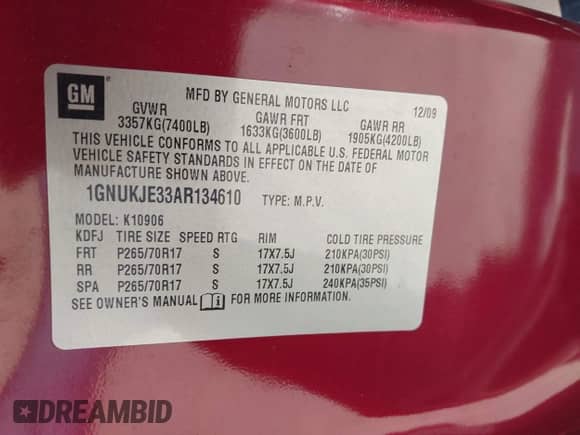 GM
®
MFD BY GENERAL MOTORS LLC
12/09
GVWR GAWR FRT GAWR RR
3357KG(7400LB) 1633KG(3600LB) 1905KG(4200LB)
THIS VEHICLE CONFORMS TO ALL APPLICABLE U.S. FEDERAL MOTOR
VEHICLE SAFETY STANDARDS IN EFFECT ON THE DATE OF
MANUFACTURE SHOWN ABOVE.
1GNUKJE33AR134610 TYPE: M.P.V.
MODEL: K10906
KDFJ TIRE SIZE SPEED RTG RIM COLD TIRE PRESSURE
FRT P265/70R17 S 17X7.5J 210KPA(30PSI)
RR P265/70R17 S 17X7.5J 210KPA(30PSI)
SPA P265/70R17 S 17X7.5J 240KPA(35PSI)
SEE OWNER'S MANUAL i FOR MORE INFORMATION.
DREAMBID